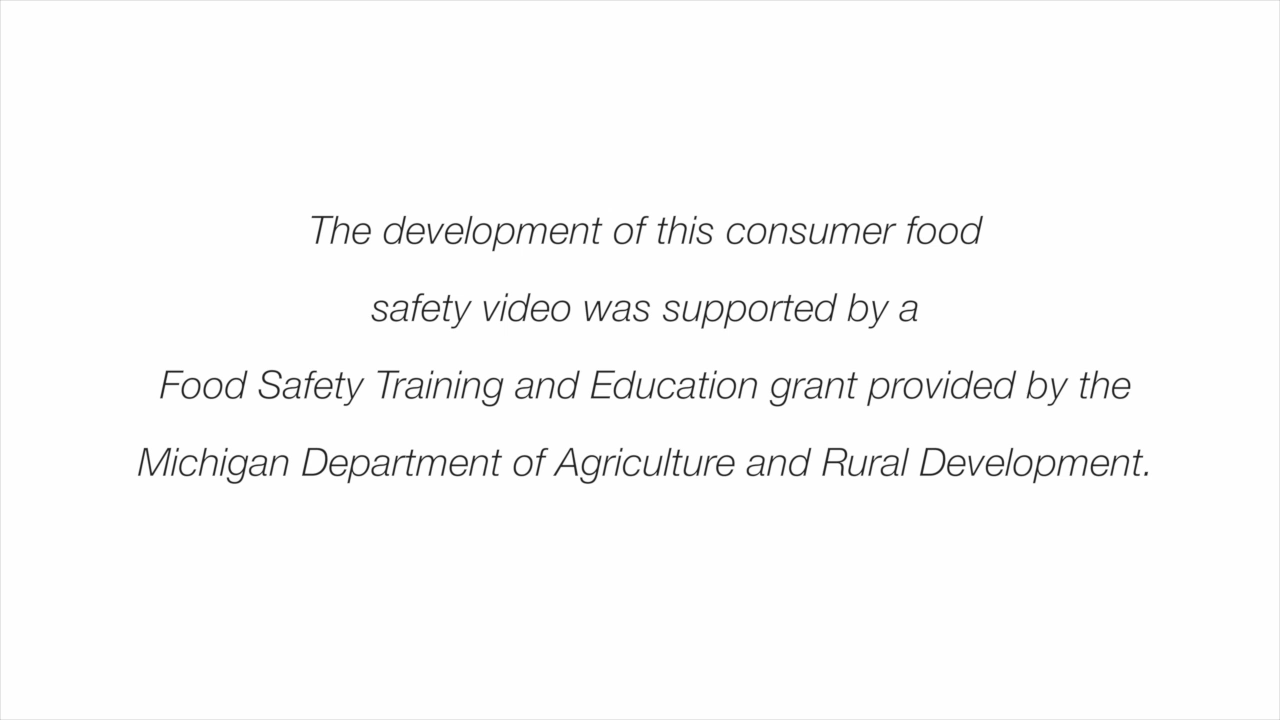 The development of this consumer food
safety video was supported by a
Food Safety Training and Education grant provided by the
Michigan Department of Agriculture and Rural Development.